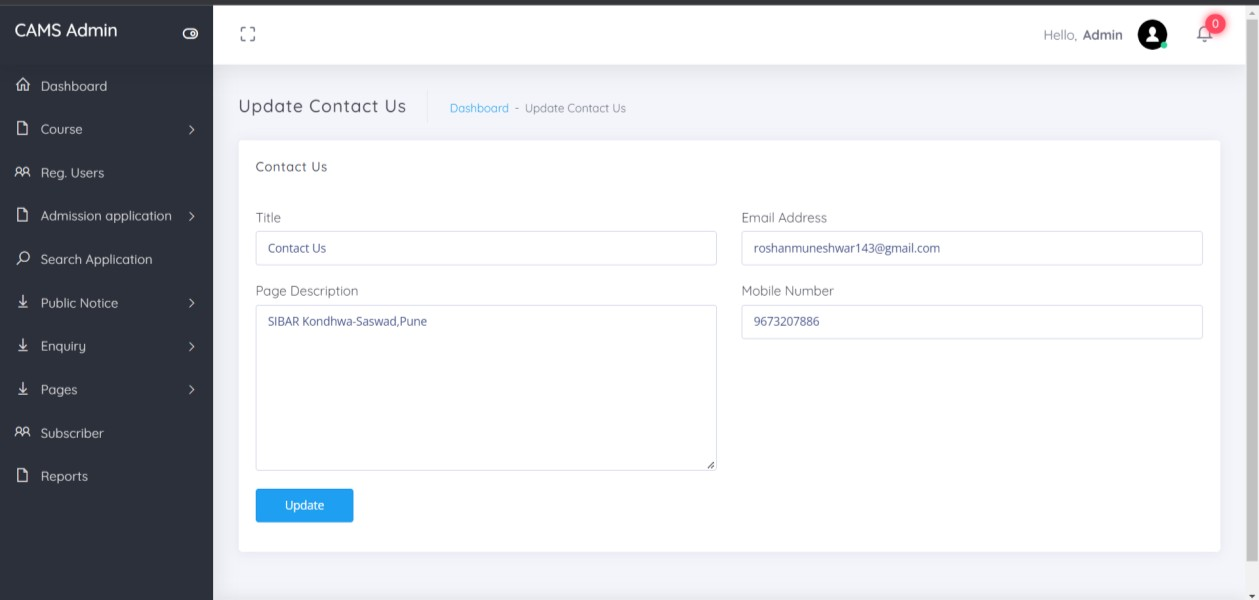 CAMS Admin
Hello, Admin
0
Dashboard
Course
Reg. Users
Admission application
Search Application
Public Notice
Enquiry
Pages
Subscriber
Reports
Update Contact Us
Dashboard - Update Contact Us
Contact Us
Title
Contact Us
Email Address
roshanmuneshwar143@gmail.com
Page Description
SIBAR Kondhwa-Saswad,Pune
Mobile Number
9673207886
Update